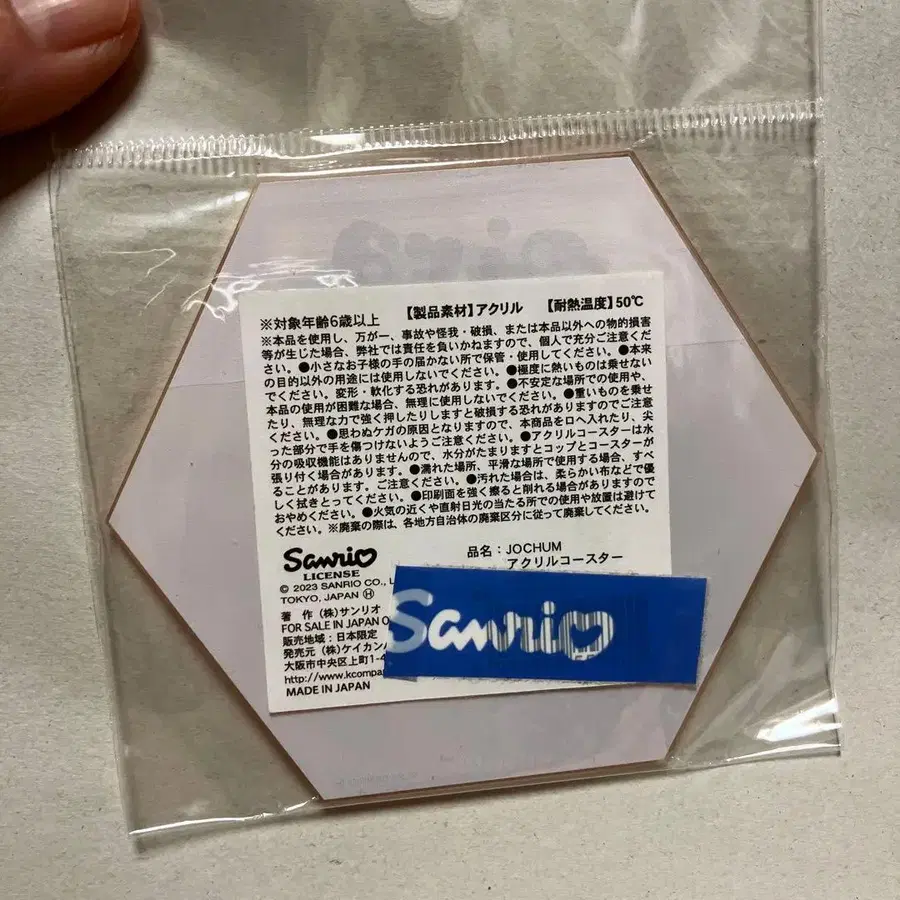 ※対象年齢6歳以上 【製品素材】アクリル 【耐熱温度】50℃
※本品を使用し、万が一、事故や怪我・破損、または本品以外への物的損害
等が生じた場合、弊社では責任を負いかねますので、個人で充分ご注意くだ
さい。●小さなお子様の手の届かない所で保管・使用してください。●本来
の目的以外の用途には使用しないでください。●極度に熱いものは乗せない
でください。変形・軟化する恐れがあります。●不安定な場所での使用や、
本品の使用が困難な場合、無理に使用しないでください。●重いものを乗せ
たり、無理な力で強く押したりしますと破損する恐れがありますのでご注意
ください。●思わぬケガの原因となりますので、本商品を口へ入れたり、尖
った部分で手を傷つけないようご注意ください。●アクリルコースターは水
分の吸収機能はありませんので、水分がたまりますとコップとコースターが
張り付く場合があります。●濡れた場所、平滑な場所で使用する場合、すべ
ることがあります。ご注意ください。●汚れた場合は、柔らかい布などで優
しく拭きとってください。●印刷面を強く擦ると削れる場合がありますので
おやめください。●火気の近くや直射日光の当たる所での使用や放置は避けて
ください。※廃棄の際は、各地方自治体の廃棄区分に従って廃棄してください。
Sanrio
LICENSE
品名：JOCHUM
アクリルコースター
© 2023 SANRIO CO., L
TOKYO, JAPAN Ⓗ
著 作 (株)サンリオ
FOR SALE IN JAPAN O
販売地域：日本限定
発売元 (株)ケイカンパ
大阪市中央区上町1-4
http://www.kcompa
MADE IN JAPAN
Sanrio